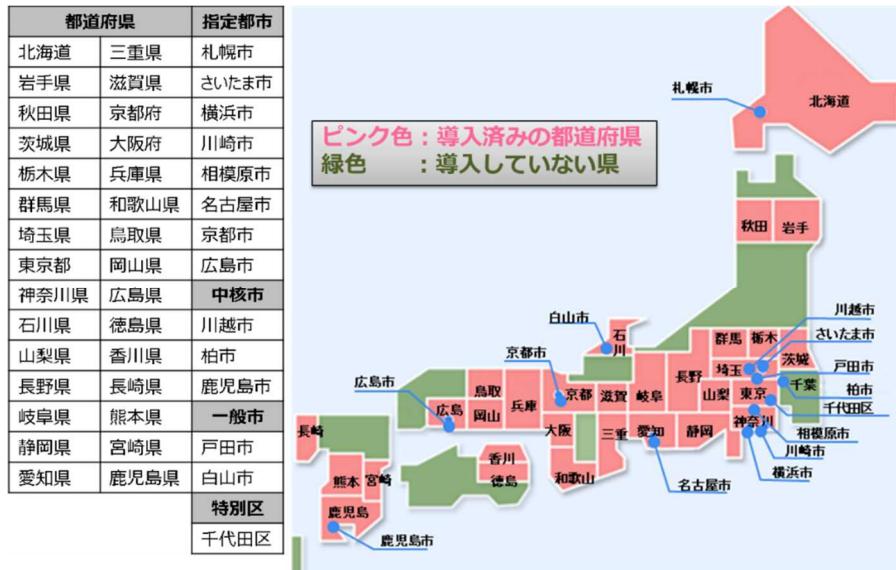 都道府県 指定都市
北海道 三重県 札幌市
岩手県 滋賀県 さいたま市
秋田県 京都府 横浜市
茨城県 大阪府 川崎市
栃木県 兵庫県 相模原市
群馬県 和歌山県 名古屋市
埼玉県 鳥取県 京都市
東京都 岡山県 広島市
神奈川県 広島県 中核市
石川県 徳島県 川越市
山梨県 香川県 柏市
長野県 長崎県 鹿児島市
岐阜県 熊本県 一般市
静岡県 宮崎県 戸田市
愛知県 鹿児島県 白山市
特別区
千代田区
ピンク色：導入済みの都道府県
緑色　　：導入していない県
札幌市
北海道
秋田
岩手
白山市
石川
川越市
群馬
栃木
さいたま市
茨城
京都市
埼玉
戸田市
長野
広島市
鳥取
兵庫
京都
滋賀
岐阜
山梨
東京
千葉
柏市
広島
岡山
千代田区
長崎
大阪
三重
愛知
静岡
神奈川
相模原市
川崎市
香川
横浜市
熊本
宮崎
徳島
和歌山
名古屋市
鹿児島
鹿児島市